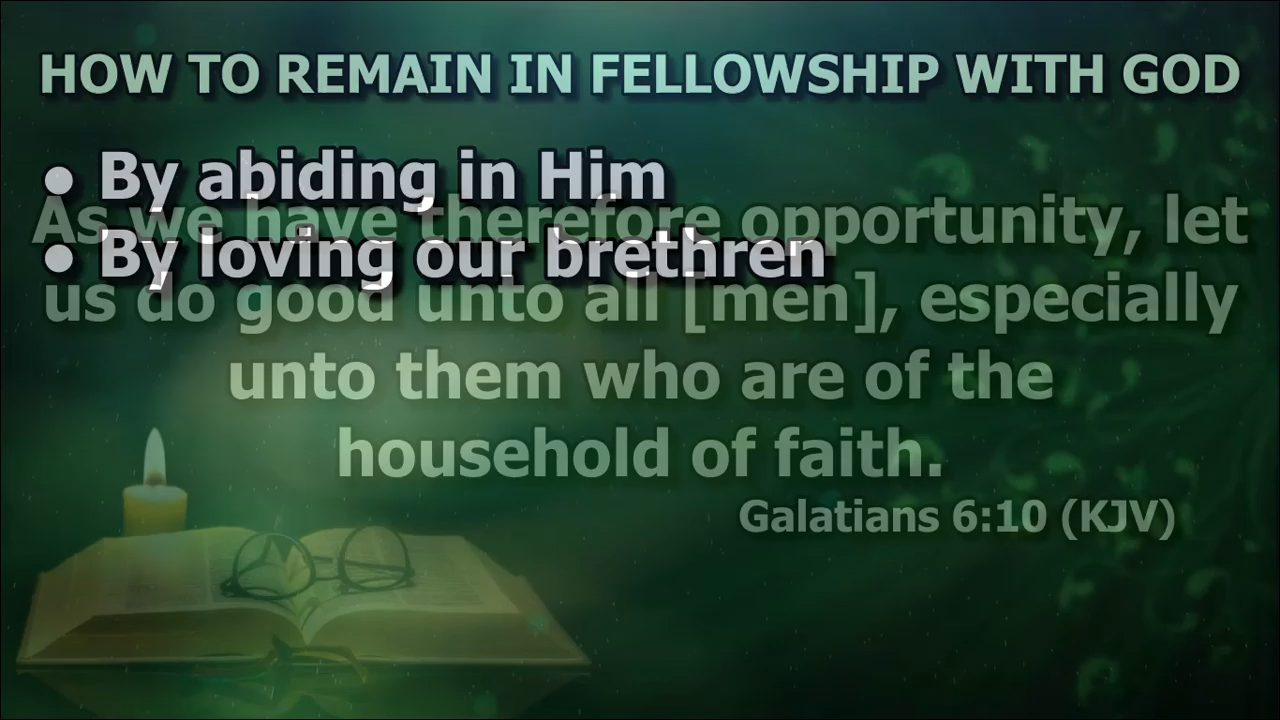 HOW TO REMAIN IN FELLOWSHIP WITH GOD
● By abiding in Him
● By loving our brethren
As we have therefore opportunity, let
us do good unto all [men], especially
unto them who are of the
household of faith.
Galatians 6:10 (KJV)